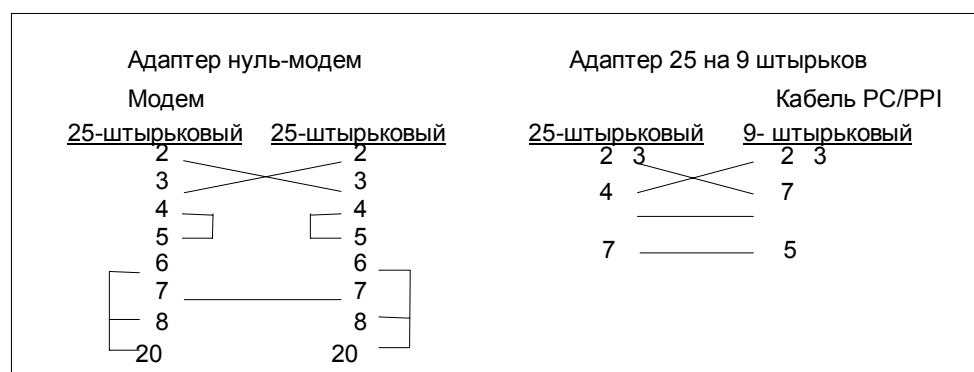 Адаптер нуль-модем
Модем
25-штырьковый 25-штырьковый
2 2
3 3
4 4
5 5
6 6
7 7
8 8
20 20
Адаптер 25 на 9 штырьков
Кабель PC/PPI
25-штырьковый 9- штырьковый
2 3 2 3
4 7
7 5